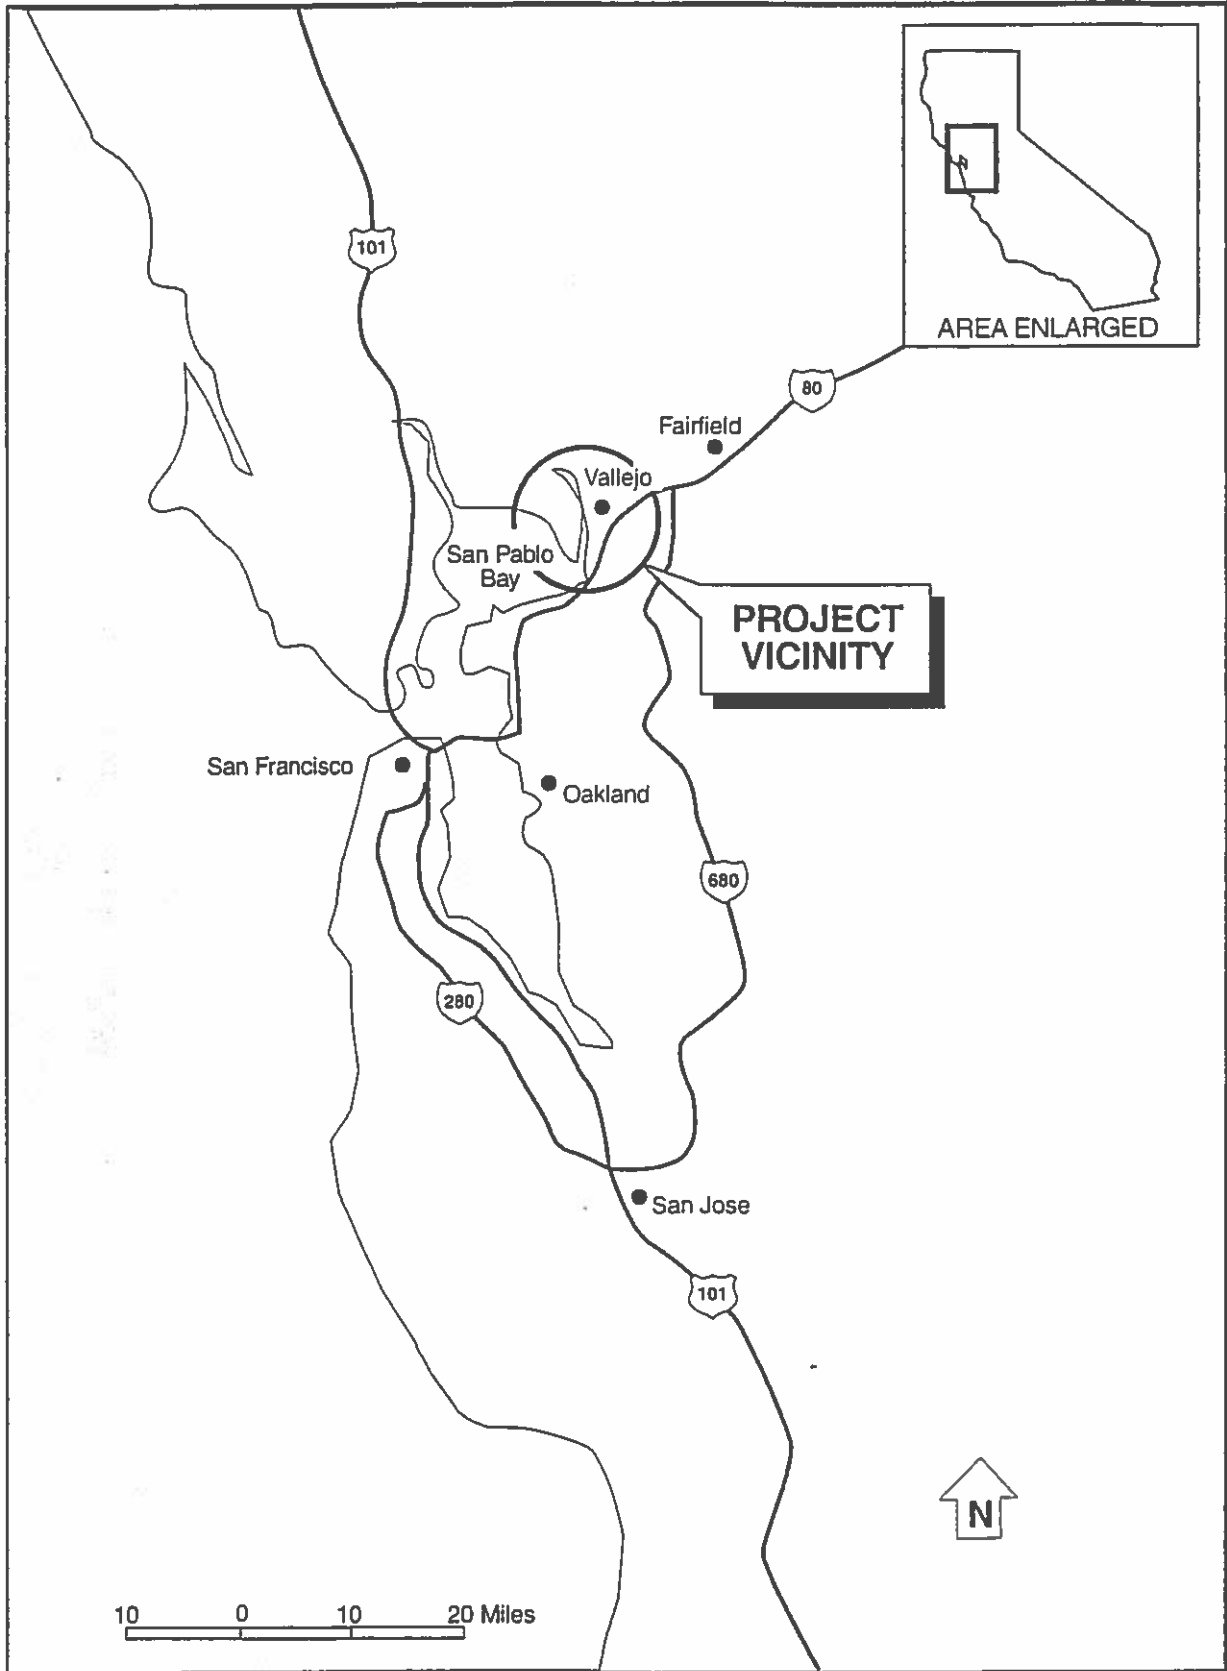 101
AREA ENLARGED
80
Fairfield
Vallejo
San Pablo
Bay
PROJECT
VICINITY
San Francisco
Oakland
680
280
San Jose
101
N
10 0 10 20 Miles